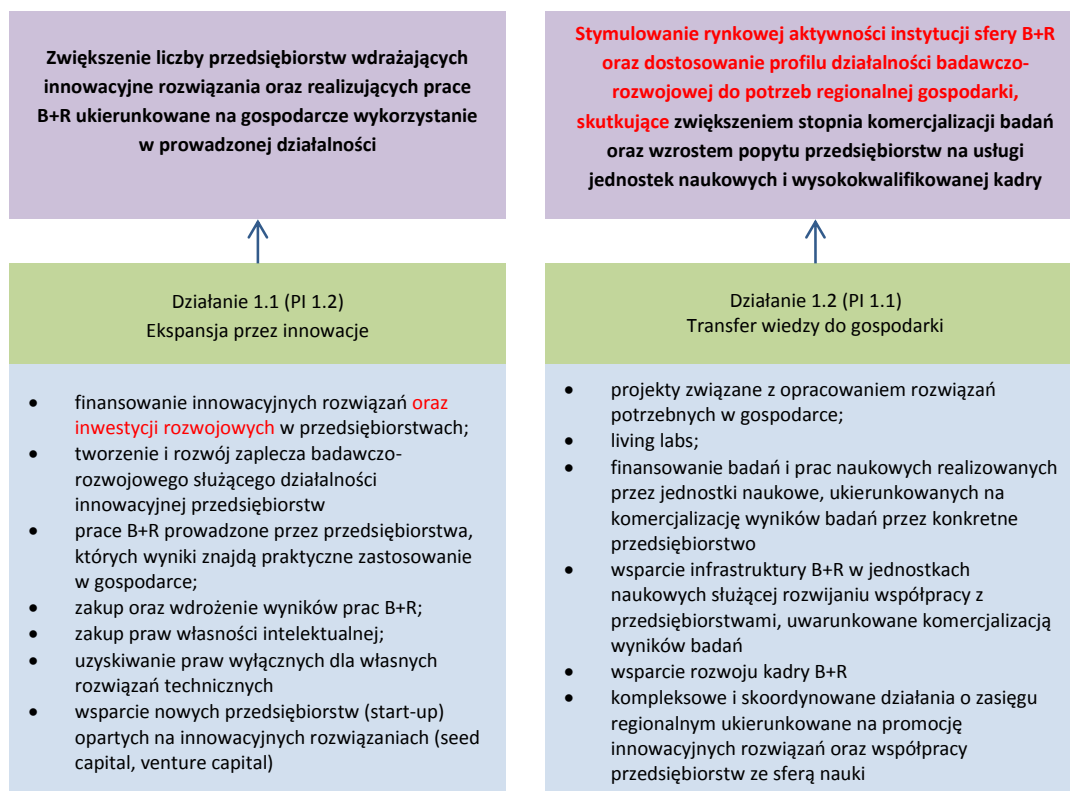 Zwiększenie liczby przedsiębiorstw wdrażających
innowacyjne rozwiązania oraz realizujących prace
B+R ukierunkowane na gospodarcze wykorzystanie
w prowadzonej działalności
Działanie 1.1 (PI 1.2)
Ekspansja przez innowacje
• finansowanie innowacyjnych rozwiązań oraz
inwestycji rozwojowych w przedsiębiorstwach;
• tworzenie i rozwój zaplecza badawczo-
rozwojowego służącego działalności
innowacyjnej przedsiębiorstw
• prace B+R prowadzone przez przedsiębiorstwa,
których wyniki znajdą praktyczne zastosowanie
w gospodarce;
• zakup oraz wdrożenie wyników prac B+R;
• zakup praw własności intelektualnej;
• uzyskiwanie praw wyłącznych dla własnych
rozwiązań technicznych
• wsparcie nowych przedsiębiorstw (start-up)
opartych na innowacyjnych rozwiązaniach (seed
capital, venture capital)
Stymulowanie rynkowej aktywności instytucji sfery B+R
oraz dostosowanie profilu działalności badawczo-
rozwojowej do potrzeb regionalnej gospodarki,
skutkujące zwiększeniem stopnia komercjalizacji badań
oraz wzrostem popytu przedsiębiorstw na usługi
jednostek naukowych i wysokokwalifikowanej kadry
Działanie 1.2 (PI 1.1)
Transfer wiedzy do gospodarki
• projekty związane z opracowaniem rozwiązań
potrzebnych w gospodarce;
• living labs;
• finansowanie badań i prac naukowych realizowanych
przez jednostki naukowe, ukierunkowanych na
komercjalizację wyników badań przez konkretne
przedsiębiorstwo
• wsparcie infrastruktury B+R w jednostkach
naukowych służącej rozwijaniu współpracy z
przedsiębiorstwami, uwarunkowane komercjalizacją
wyników badań
• wsparcie rozwoju kadry B+R
• kompleksowe i skoordynowane działania o zasięgu
regionalnym ukierunkowane na promocję
innowacyjnych rozwiązań oraz współpracy
przedsiębiorstw ze sferą nauki